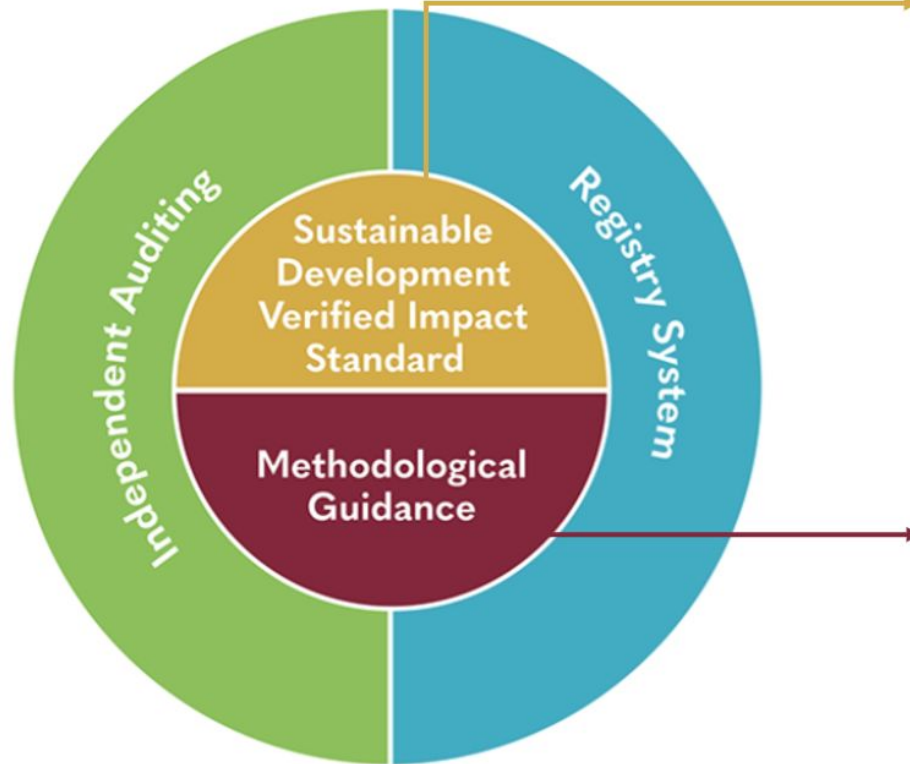 Independent Auditing
Sustainable
Development
Verified Impact
Standard
Methodological
Guidance
Registry System